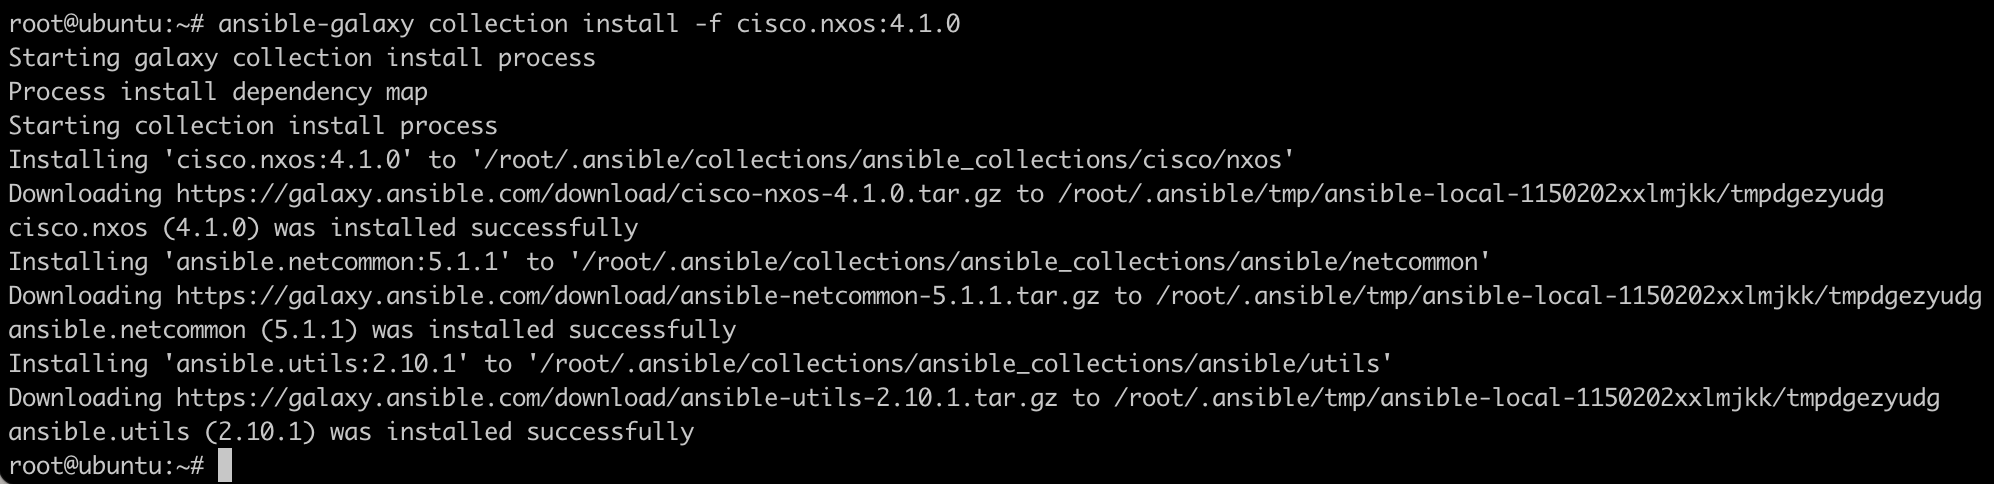 root@ubuntu:~# ansible-galaxy collection install -f cisco.nxos:4.1.0
Starting galaxy collection install process
Process install dependency map
Starting collection install process
Installing 'cisco.nxos:4.1.0' to '/root/.ansible/collections/ansible_collections/cisco/nxos'
Downloading https://galaxy.ansible.com/download/cisco-nxos-4.1.0.tar.gz to /root/.ansible/tmp/ansible-local-1150202xxlmjkk/tmpdgezyudg
cisco.nxos (4.1.0) was installed successfully
Installing 'ansible.netcommon:5.1.1' to '/root/.ansible/collections/ansible_collections/ansible/netcommon'
Downloading https://galaxy.ansible.com/download/ansible-netcommon-5.1.1.tar.gz to /root/.ansible/tmp/ansible-local-1150202xxlmjkk/tmpdgezyudg
ansible.netcommon (5.1.1) was installed successfully
Installing 'ansible.utils:2.10.1' to '/root/.ansible/collections/ansible_collections/ansible/utils'
Downloading https://galaxy.ansible.com/download/ansible-utils-2.10.1.tar.gz to /root/.ansible/tmp/ansible-local-1150202xxlmjkk/tmpdgezyudg
ansible.utils (2.10.1) was installed successfully
root@ubuntu:~#